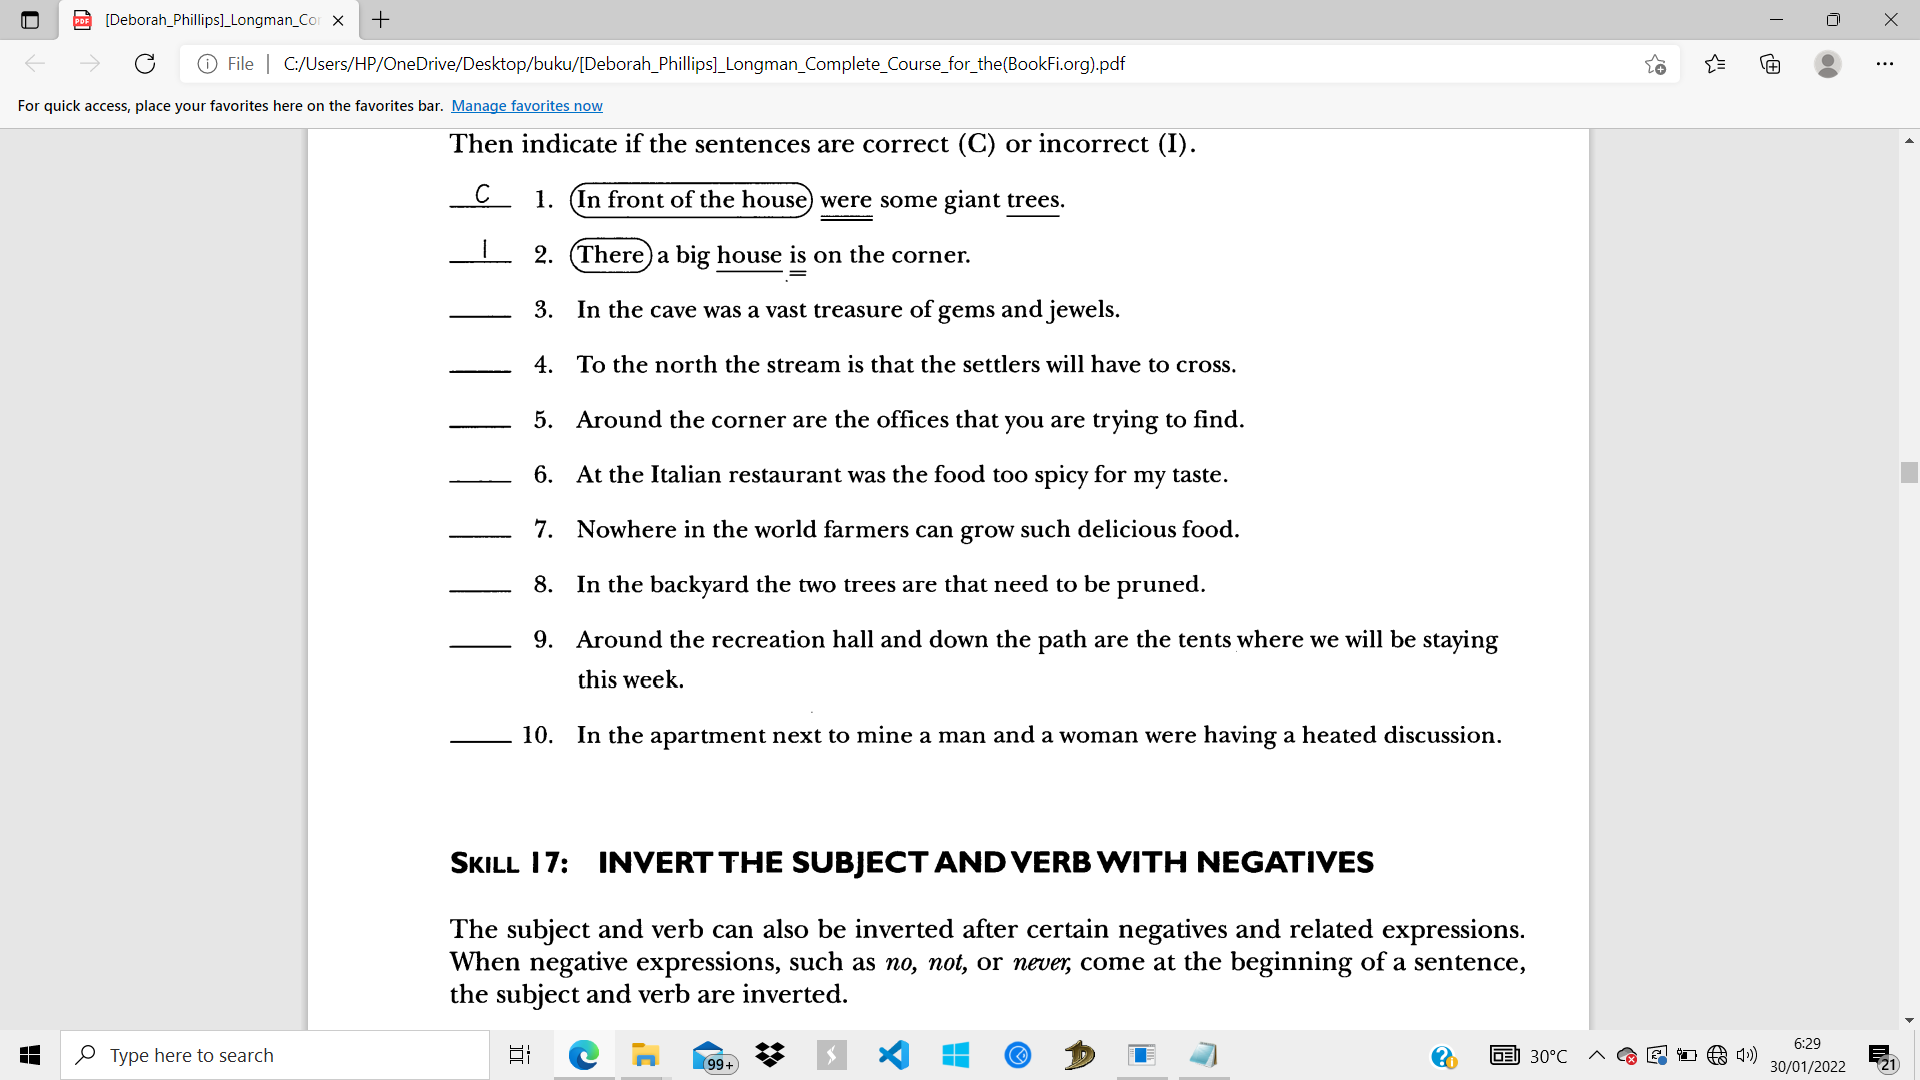 [Deborah_Phillips]_Longman_Co
File
C:/Users/HP/OneDrive/Desktop/buku/[Deborah_Phillips]_Longman_Complete_Course_for_the(BookFi.org).pdf
For quick access, place your favorites here on the favorites bar. Manage favorites now
Then indicate if the sentences are correct (C) or incorrect (I).
C 1. In front of the house were some giant trees.
I 2. There a big house is on the corner.
3. In the cave was a vast treasure of gems and jewels.
4. To the north the stream is that the settlers will have to cross.
5. Around the corner are the offices that you are trying to find.
6. At the Italian restaurant was the food too spicy for my taste.
7. Nowhere in the world farmers can grow such delicious food.
8. In the backyard the two trees are that need to be pruned.
9. Around the recreation hall and down the path are the tents where we will be staying
this week.
10. In the apartment next to mine a man and a woman were having a heated discussion.
SKILL 17: INVERT THE SUBJECT AND VERB WITH NEGATIVES
The subject and verb can also be inverted after certain negatives and related expressions.
When negative expressions, such as no, not, or never, come at the beginning of a sentence,
the subject and verb are inverted.
Type here to search
99+
30°C
6:29
30/01/2022
21